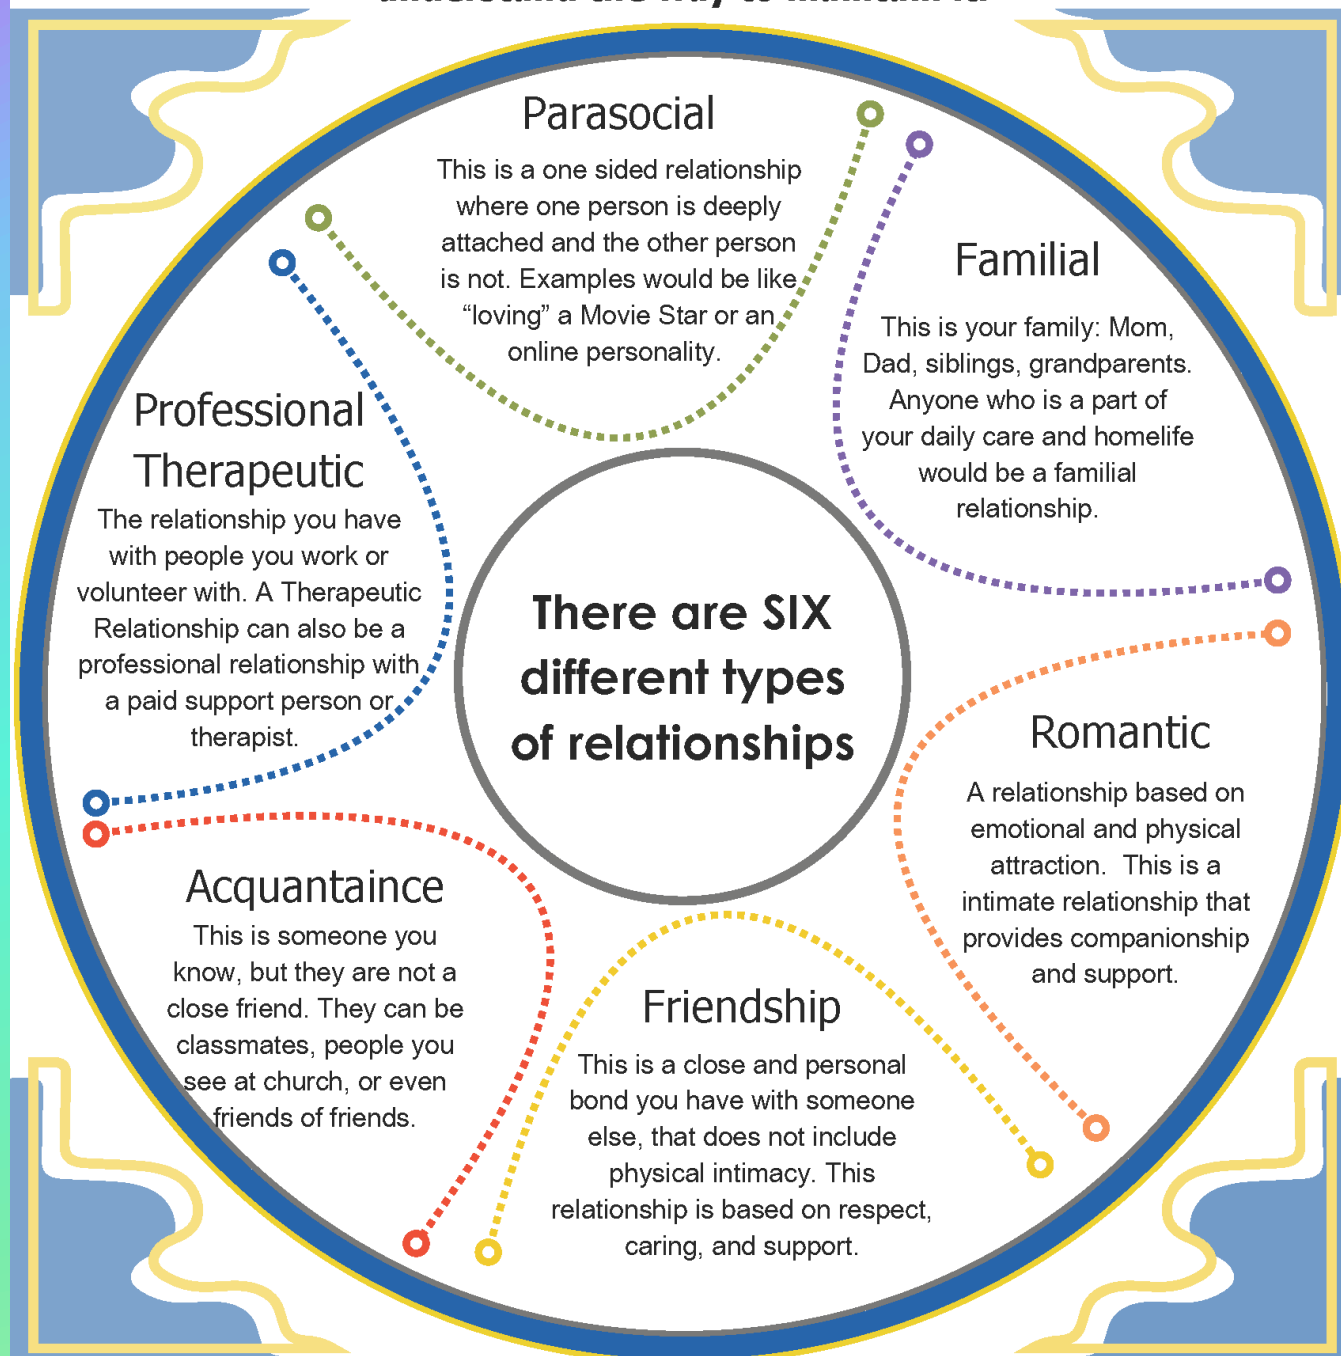 understand the way to maintain it.
Parasocial
This is a one sided relationship
where one person is deeply
attached and the other person
is not. Examples would be like
“loving” a Movie Star or an
online personality.
Familial
This is your family: Mom,
Dad, siblings, grandparents.
Anyone who is a part of
your daily care and homelife
would be a familial
relationship.
Professional
Therapeutic
The relationship you have
with people you work or
volunteer with. A Therapeutic
Relationship can also be a
professional relationship with
a paid support person or
therapist.
There are SIX
different types
of relationships
Romantic
A relationship based on
emotional and physical
attraction.  This is a
intimate relationship that
provides companionship
and support.
Acquantaince
This is someone you
know, but they are not a
close friend. They can be
classmates, people you
see at church, or even
friends of friends.
Friendship
This is a close and personal
bond you have with someone
else, that does not include
physical intimacy. This
relationship is based on respect,
caring, and support.